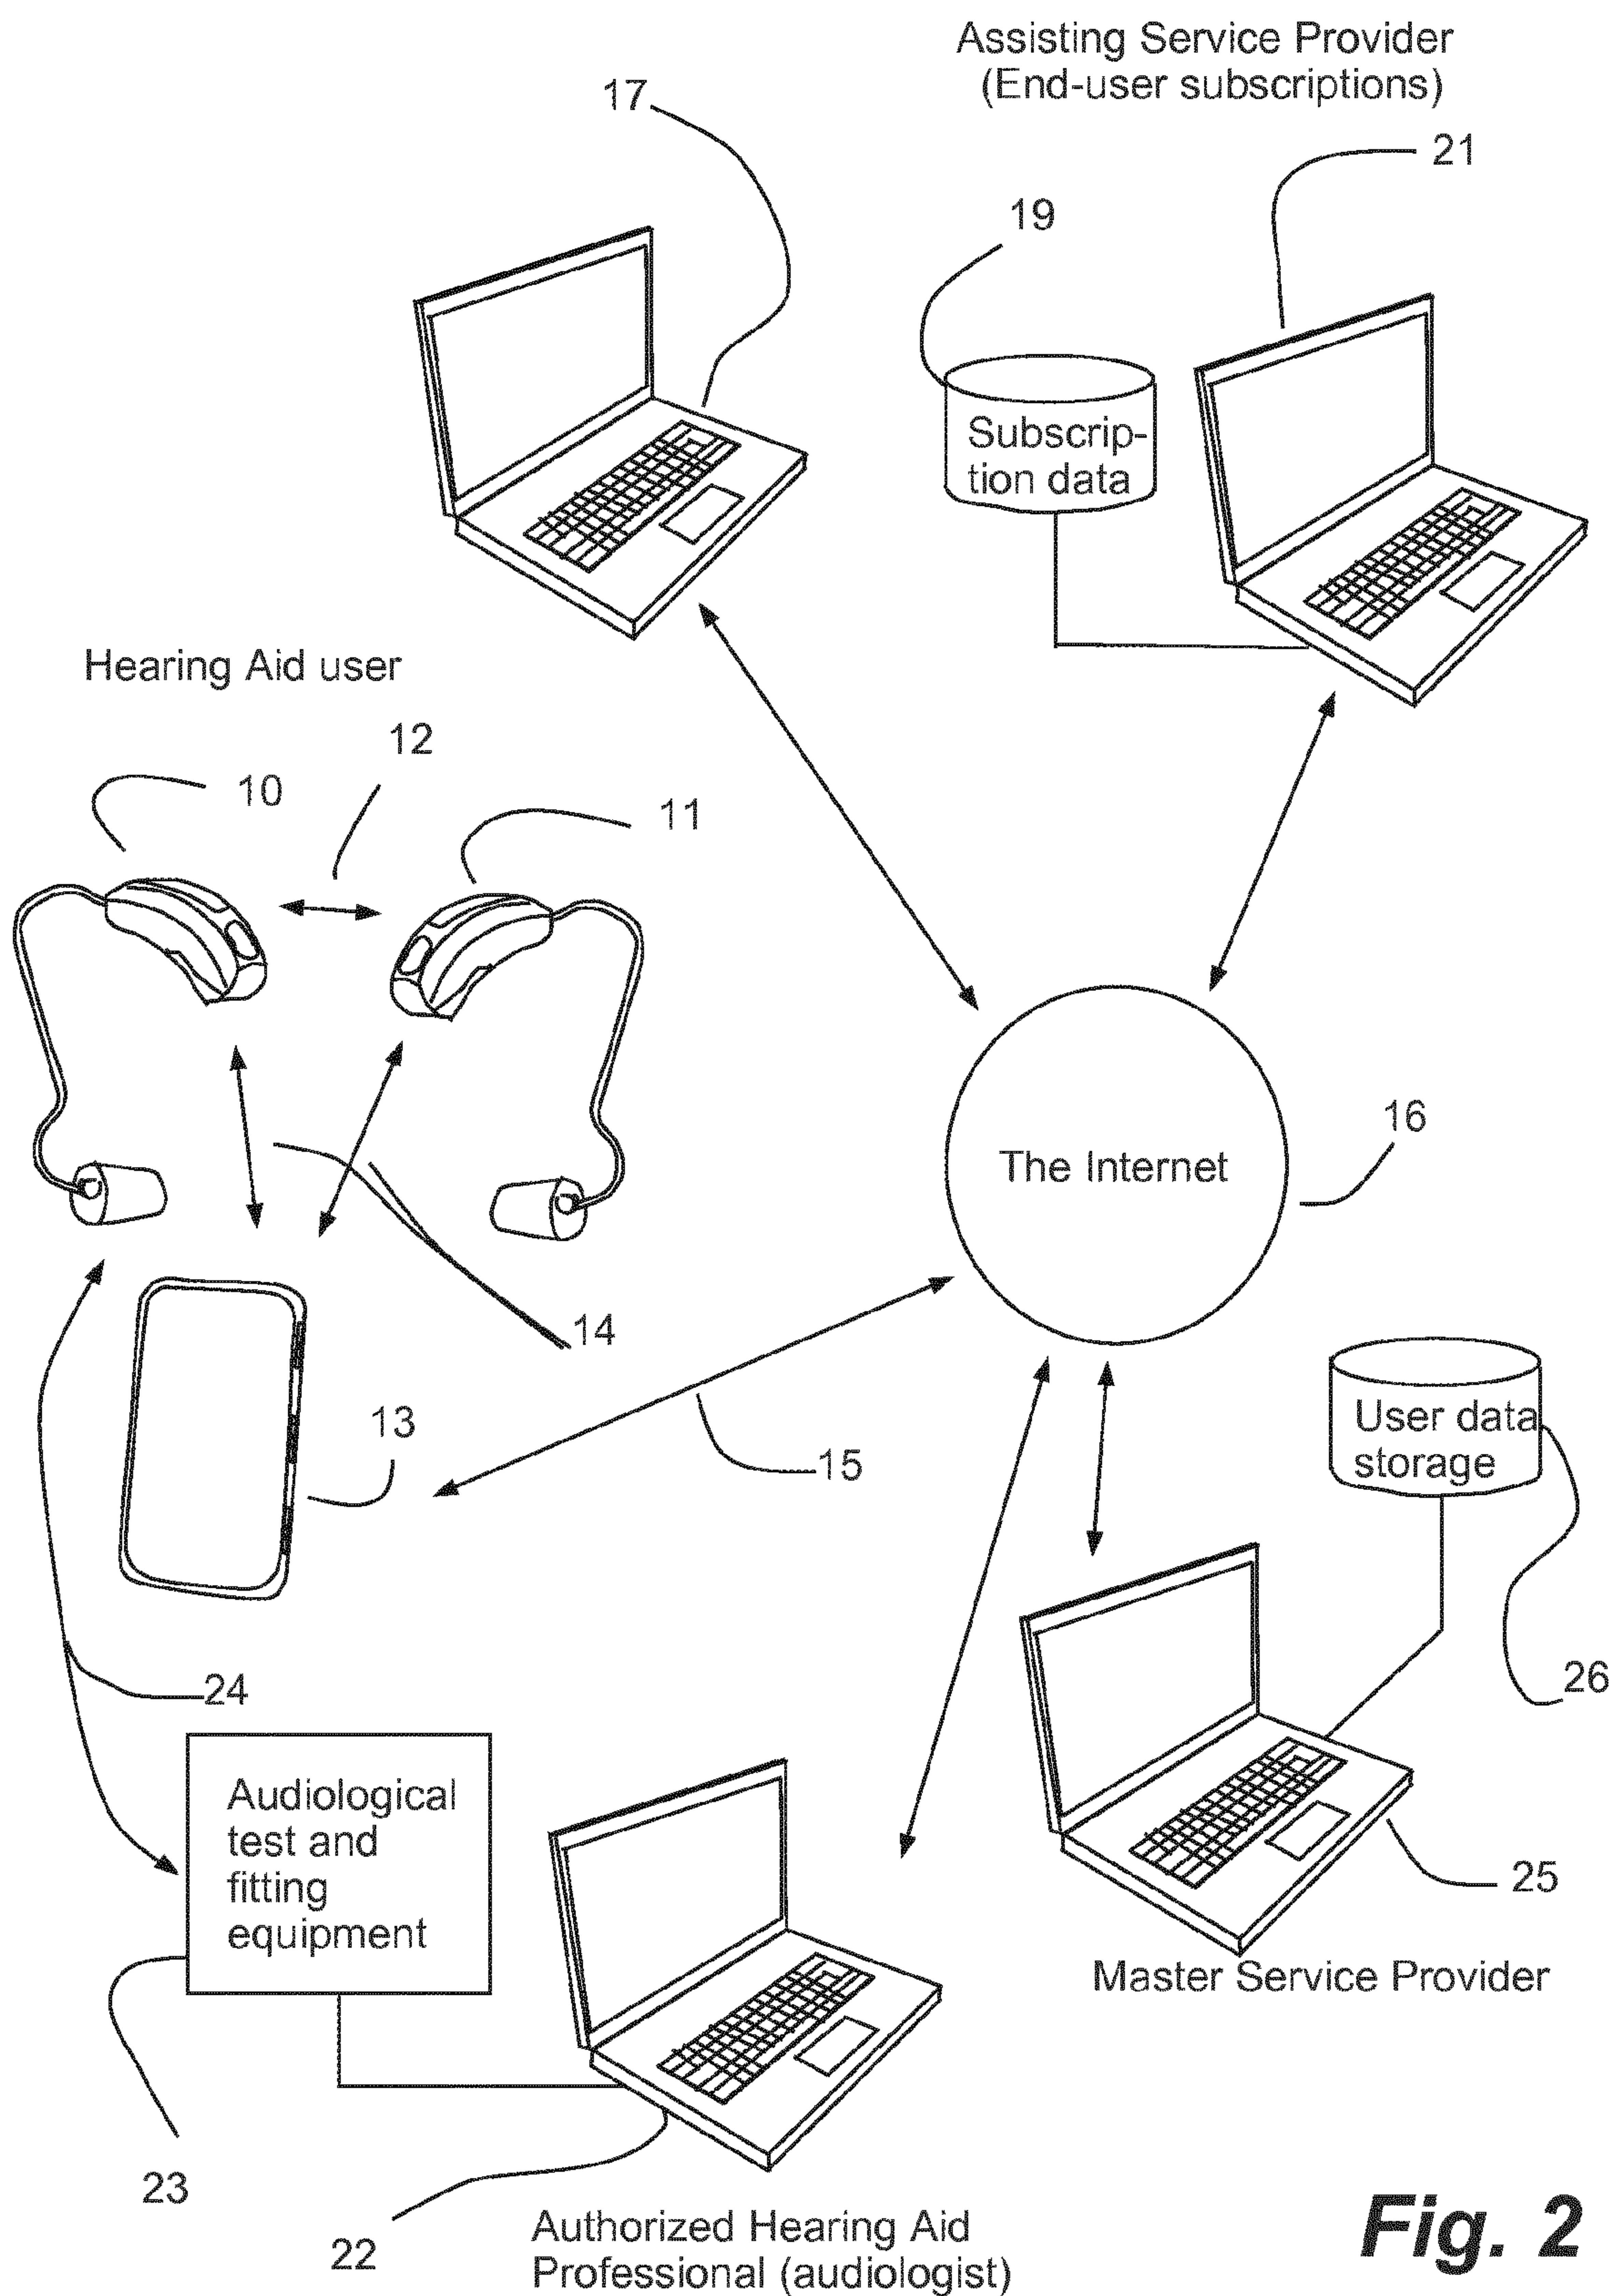 Assisting Service Provider
(End-user subscriptions)
17
21
19
Subscrip-
tion data
Hearing Aid user
12
10
11
16
The Internet
14
13
15
User data
storage
24
26
Audiological
test and
fitting
equipment
25
Master Service Provider
23
22
Authorized Hearing Aid
Professional (audiologist)
Fig. 2